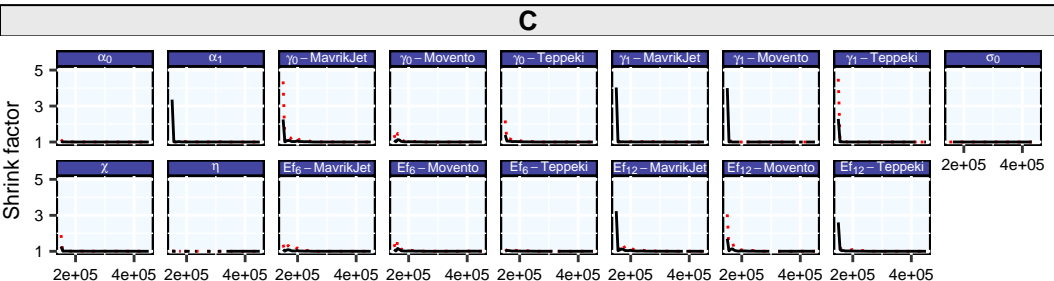 C
α0 α1 γ0 – MavrikJet γ0 – Movento γ0 – Teppeki γ1 – MavrikJet γ1 – Movento γ1 – Teppeki σ0
5
3
1
2e+05 4e+05
χ η Ef6 – MavrikJet Ef6 – Movento Ef6 – Teppeki Ef12 – MavrikJet Ef12 – Movento Ef12 – Teppeki
5
3
1
2e+05 4e+05 2e+05 4e+05 2e+05 4e+05 2e+05 4e+05 2e+05 4e+05 2e+05 4e+05 2e+05 4e+05 2e+05 4e+05
Shrink factor